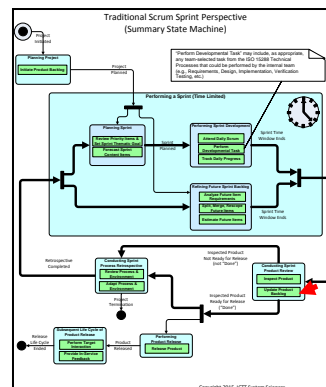 Traditional Scrum Sprint Perspective
(Summary State Machine)
Project
Initiated
Planning Project
Initiate Product Backlog
"Perform Developmental Task" may include, as appropriate,
any team-selected task from the ISO 15288 Technical
Processes that could be performed by the internal team
(e.g., Requirements, Design, Implementation, Verification
Testing, etc.)
Project
Planned
Performing a Sprint (Time Limited)
Planning Sprint
Review Priority Items &
Set Sprint Thematic Goal
Forecast Sprint
Content Items
Sprint
Planned
Performing Sprint Development
Attend Daily Scrum
Perform
Developmental Task
Track Daily Progress
Sprint Time
Window Ends
Refining Future Sprint Backlog
Analyze Future Item
Requirements
Split, Merge, Rescope
Future Items
Estimate Future Items
Sprint Time
Window Ends
Retrospective
Completed
Conducting Sprint
Process Retrospective
Review Process &
Environment
Adapt Process &
Environment
Inspected Product
Not Ready for Release
(not "Done")
Conducting Sprint
Product Review
Inspect Product
Update Product
Backlog
Project
Termination
Inspected Product
Ready for Release
("Done")
Release
Life Cycle
Ended
Subsequent Life Cycle of
Product Release
Perform Target
Interaction
Provide In-Service
Feedback
Product
Released
Performing
Product Release
Release Product